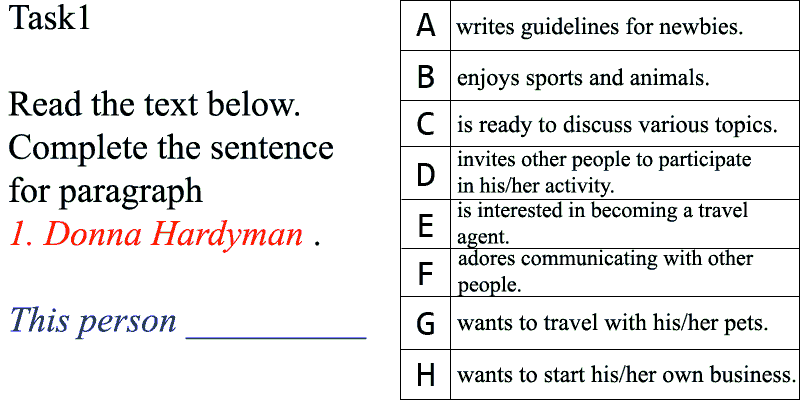 Task1
Read the text below.
Complete the sentence
for paragraph
1. Donna Hardyman .
This person ___________
A writes guidelines for newbies.
B enjoys sports and animals.
C is ready to discuss various topics.
D invites other people to participate
in his/her activity.
E is interested in becoming a travel
agent.
F adores communicating with other
people.
G wants to travel with his/her pets.
H wants to start his/her own business.